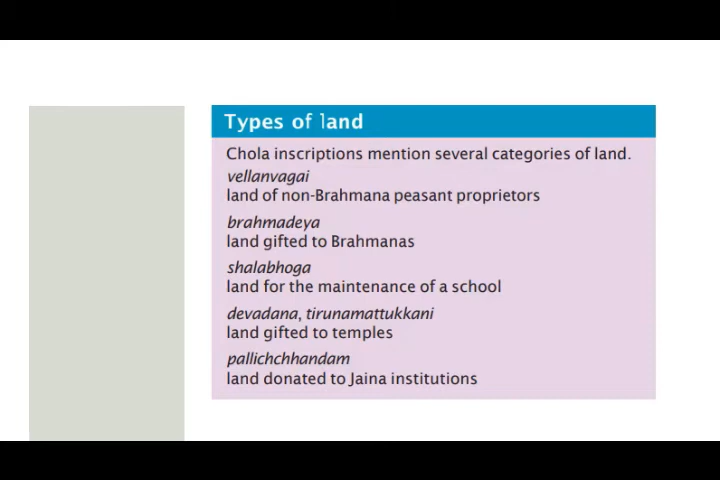 Types of land
Chola inscriptions mention several categories of land.
vellanvagai
land of non-Brahmana peasant proprietors
brahmadeya
land gifted to Brahmanas
shalabhoga
land for the maintenance of a school
devadana, tirunamattukkani
land gifted to temples
pallichchhandam
land donated to Jaina institutions